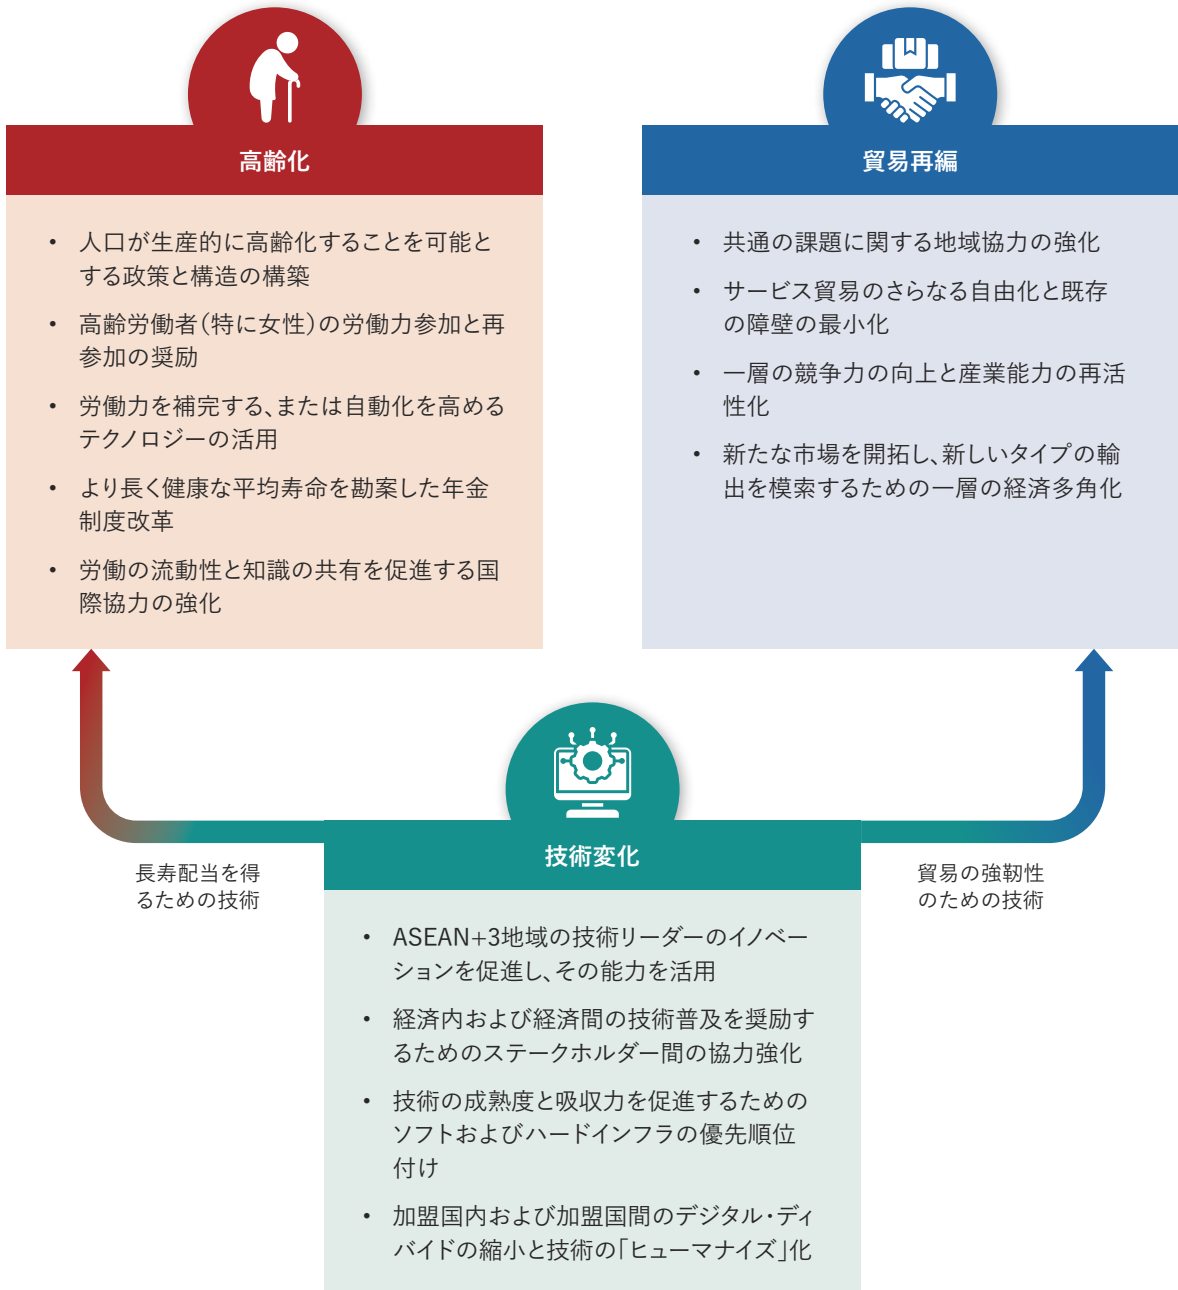 高齢化
• 人口が生産的に高齢化することを可能と
する政策と構造の構築
• 高齢労働者（特に女性）の労働力参加と再
参加の奨励
• 労働力を補完する、または自動化を高める
テクノロジーの活用
• より長く健康な平均寿命を勘案した年金
制度改革
• 労働の流動性と知識の共有を促進する国
際協力の強化
貿易再編
• 共通の課題に関する地域協力の強化
• サービス貿易のさらなる自由化と既存
の障壁の最小化
• 一層の競争力の向上と産業能力の再活
性化
• 新たな市場を開拓し、新しいタイプの輸
出を模索するための一層の経済多角化
長寿配当を得
るための技術
技術変化
• ASEAN+3地域の技術リーダーのイノベー
ションを促進し、その能力を活用
• 経済内および経済間の技術普及を奨励す
るためのステークホルダー間の協力強化
• 技術の成熟度と吸収力を促進するための
ソフトおよびハードインフラの優先順位
付け
• 加盟国内および加盟国間のデジタル・ディ
バイドの縮小と技術の「ヒューマナイズ」化
貿易の強靭性
のための技術